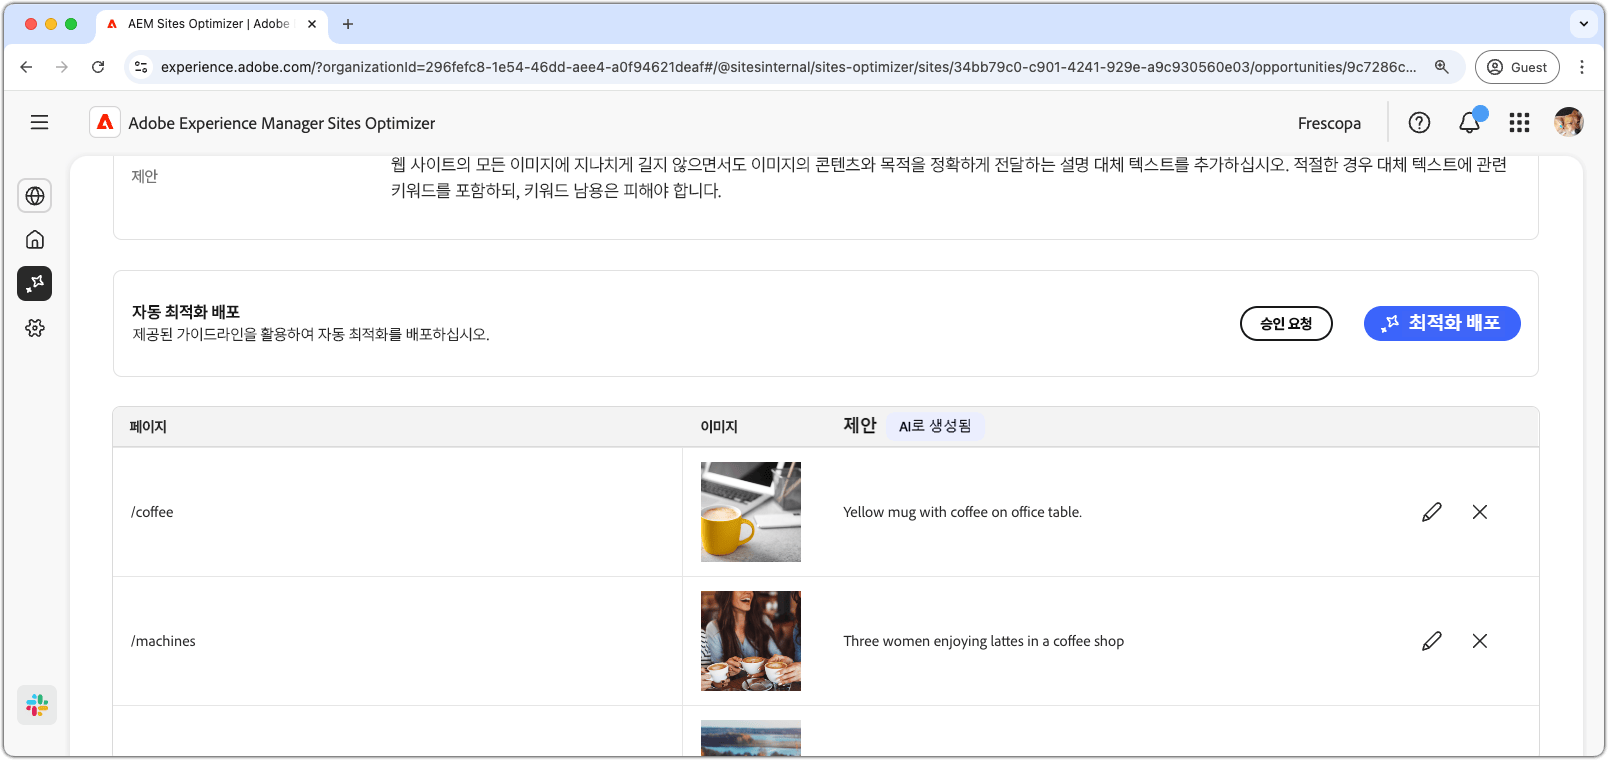 AEM Sites Optimizer | Adobe
experience.adobe.com/?organizationId=296fefc8-1e54-46dd-aee4-a0f94621deaf#/@sitesinternal/sites-optimizer/sites/34bb79c0-c901-4241-929e-a9c930560e03/opportunities/9c7286c...
Guest
Adobe Experience Manager Sites Optimizer
Frescopa
제안
웹 사이트의 모든 이미지에 지나치게 길지 않으면서도 이미지의 콘텐츠와 목적을 정확하게 전달하는 설명 대체 텍스트를 추가하십시오. 적절한 경우 대체 텍스트에 관련
키워드를 포함하되, 키워드 남용은 피해야 합니다.
자동 최적화 배포
제공된 가이드라인을 활용하여 자동 최적화를 배포하십시오.
승인 요청
최적화 배포
페이지
이미지
제안
AI로 생성됨
/coffee
Yellow mug with coffee on office table.
/machines
Three women enjoying lattes in a coffee shop